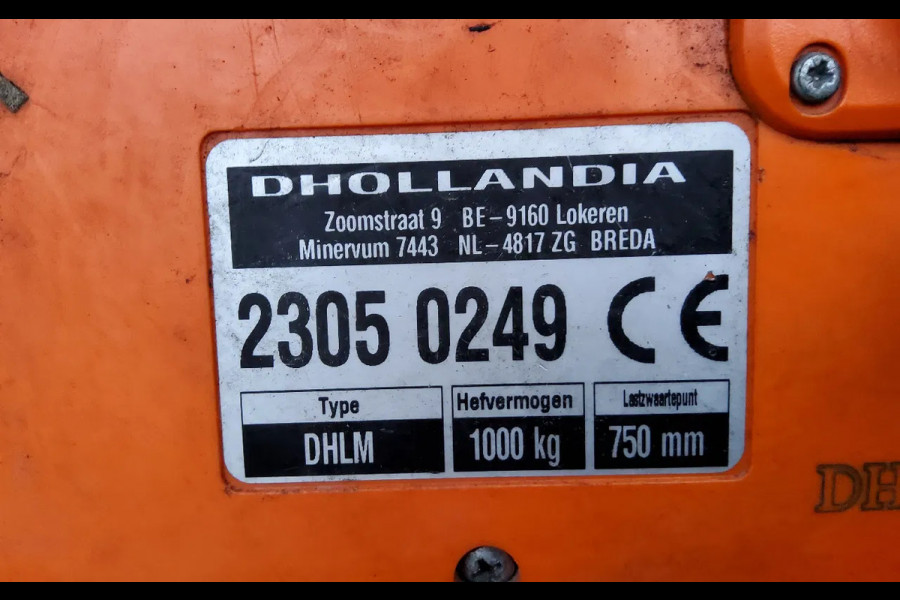 DHOLLANDIA
Zoomstraat 9 BE-9160 Lokeren
Minervum 7443 NL-4817 ZG BREDA
2305 0249 CE
Type Hefvermogen Lastzwaartepunt
DHLM 1000 kg 750 mm
DH